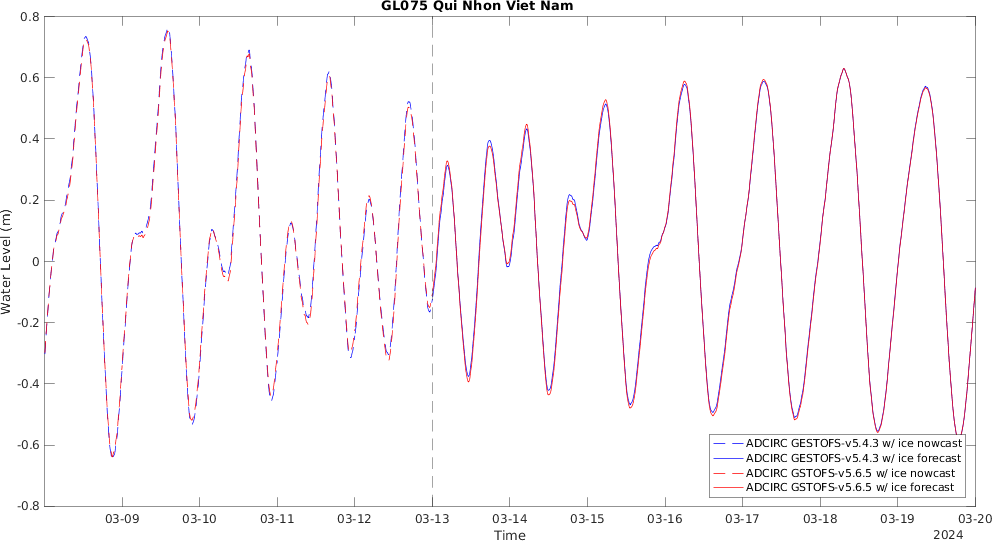 GL075 Qui Nhon Viet Nam
0.8
0.6
0.4
0.2
0
-0.2
-0.4
-0.6
-0.8
Water Level (m)
03-09 03-10 03-11 03-12 03-13 03-14 03-15 03-16 03-17 03-18 03-19 03-20
Time
2024
ADCIRC GESTOFS-v5.4.3 w/ ice nowcast
ADCIRC GESTOFS-v5.4.3 w/ ice forecast
ADCIRC GSTOFS-v5.6.5 w/ ice nowcast
ADCIRC GSTOFS-v5.6.5 w/ ice forecast